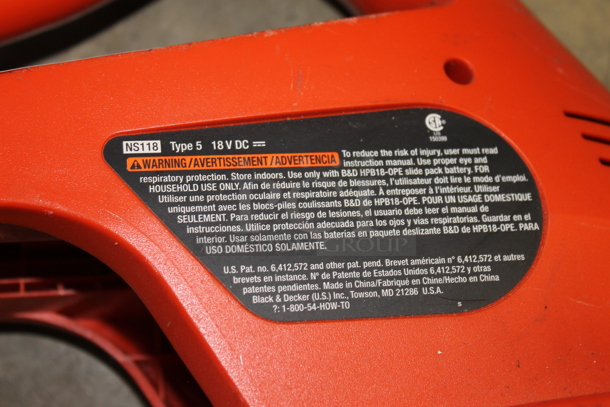 NS118 Type 5 18 V DC
WARNING/AVERTISSEMENT/ADVERTENCIA To reduce the risk of injury, user must read
instruction manual. Use proper eye and
respiratory protection. Store indoors. Use only with B&D HPB18-OPE slide pack battery. FOR
HOUSEHOLD USE ONLY. Afin de réduire le risque de blessures, l'utilisateur doit lire le mode d'emploi.
Utiliser une protection oculaire et respiratoire adéquate. À entreposer à l'intérieur. Utiliser
uniquement avec les blocs-piles coulissants B&D de HPB18-OPE. POUR UN USAGE DOMESTIQUE
SEULEMENT. Para reducir el riesgo de lesiones, el usuario debe leer el manual de
instrucciones. Utilice protección adecuada para los ojos y vías respiratorias. Guardar en el
interior. Usar solamente con las baterías en paquete deslizante B&D de HPB18-OPE. PARA
USO DOMÉSTICO SOLAMENTE.
GROUP
U.S. Pat. no. 6,412,572 and other pat. pend. Brevet américain n° 6,412,572 et autres
brevets en instance. N° de Patente de Estados Unidos 6,412,572 y otras
patentes pendientes. Made in China/Fabriqué en Chine/Hecho en China
Black & Decker (U.S.) Inc., Towson, MD 21286 U.S.A.
?: 1-800-54-HOW-TO
S